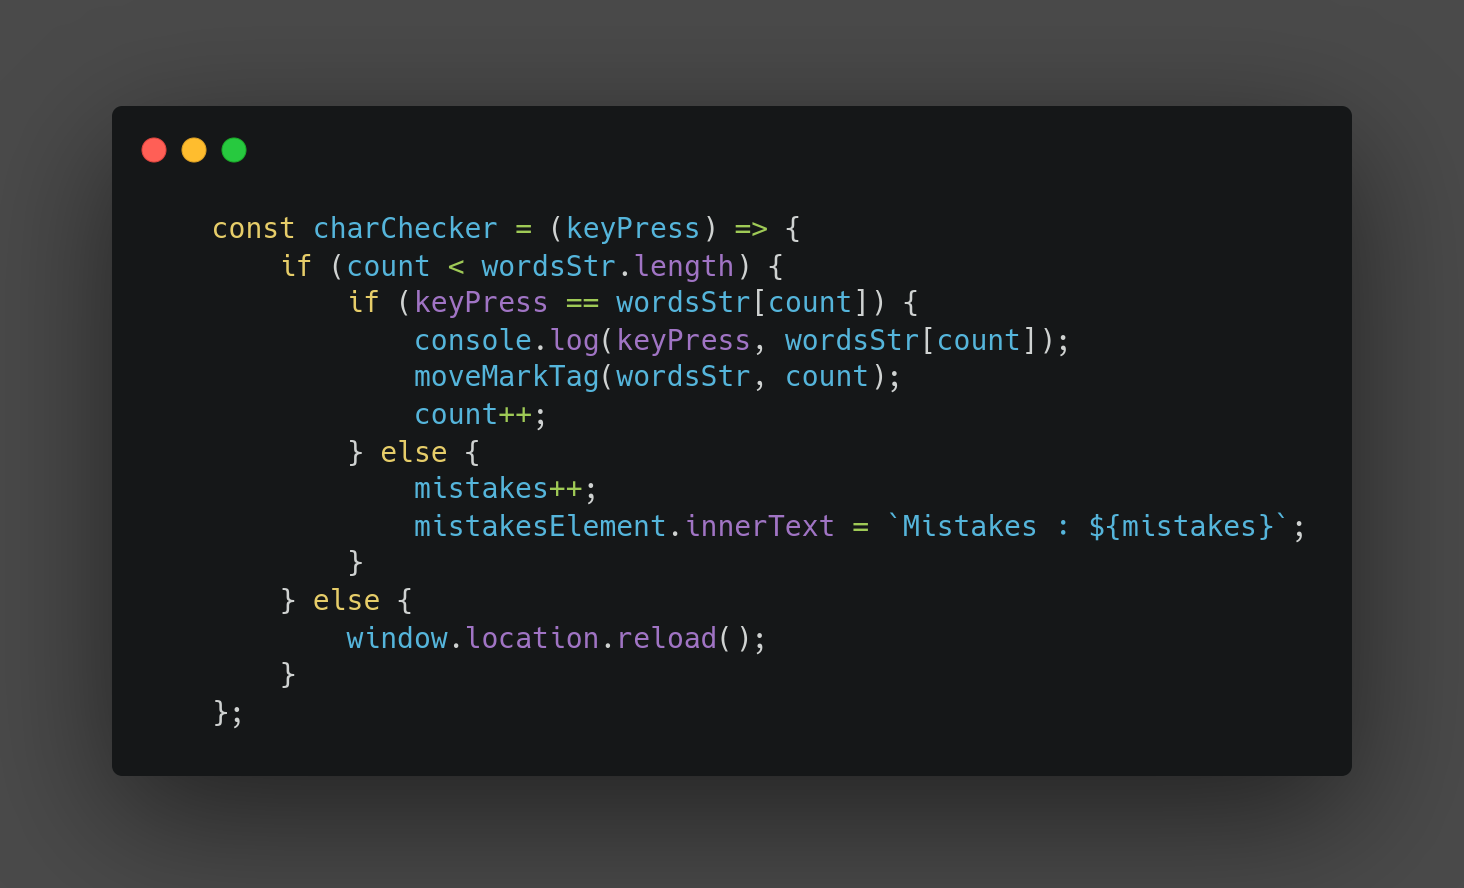 const charChecker = (keyPress) => {
    if (count < wordsStr.length) {
        if (keyPress == wordsStr[count]) {
            console.log(keyPress, wordsStr[count]);
            moveMarkTag(wordsStr, count);
            count++;
        } else {
            mistakes++;
            mistakesElement.innerText = `Mistakes : ${mistakes}`;
        }
    } else {
        window.location.reload();
    }
};